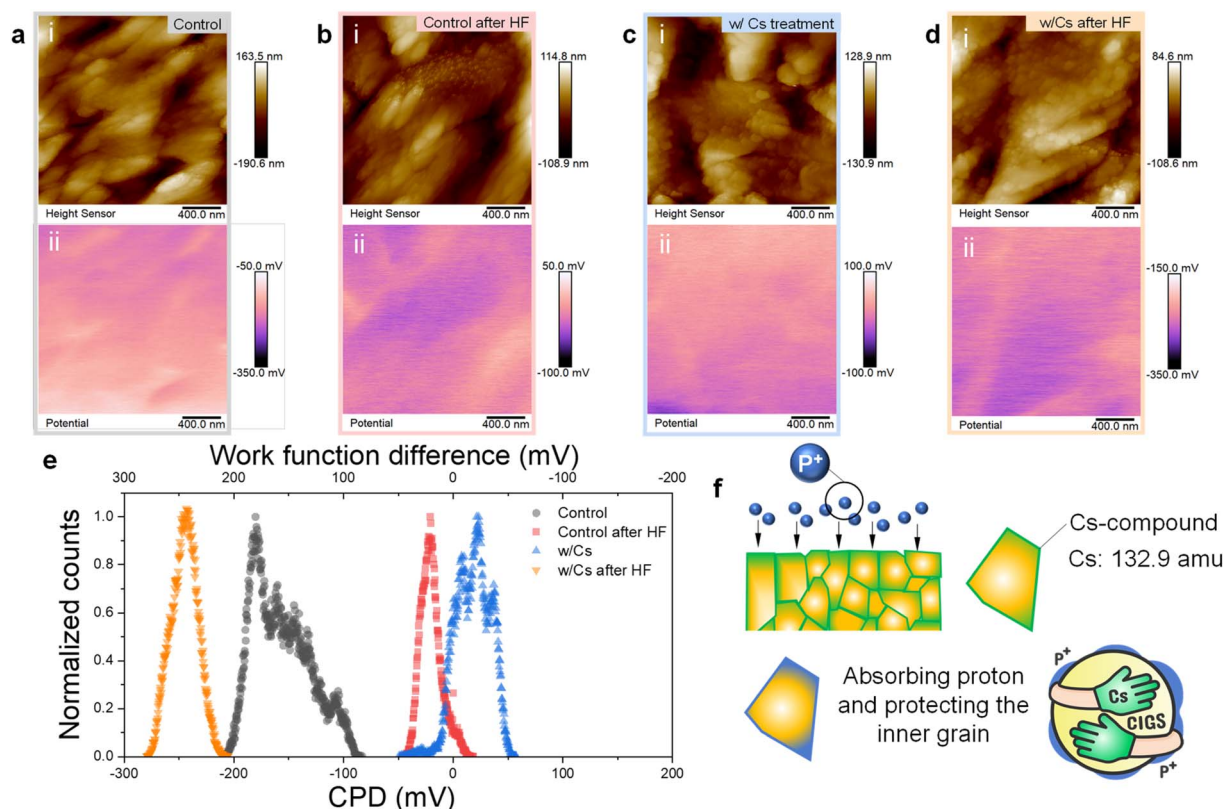 a
i
Control
163.5 nm
-190.6 nm
Height Sensor
400.0 nm
ii
-50.0 mV
-350.0 mV
Potential
400.0 nm
b
i
Control after HF
114.8 nm
-108.9 nm
Height Sensor
400.0 nm
ii
50.0 mV
-100.0 mV
Potential
400.0 nm
c
i
w/ Cs treatment
128.9 nm
-130.9 nm
Height Sensor
400.0 nm
ii
100.0 mV
-100.0 mV
Potential
400.0 nm
d
i
w/Cs after HF
84.6 nm
-108.6 nm
Height Sensor
400.0 nm
ii
-150.0 mV
-350.0 mV
Potential
400.0 nm
e
Work function difference (mV)
300 200 100 0 -100 -200
Normalized counts
1.0
0.8
0.6
0.4
0.2
0.0
Control
Control after HF
w/Cs
w/Cs after HF
-300 -200 -100 0 100 200
CPD (mV)
f
P+
Cs-compound
Cs: 132.9 amu
Absorbing proton
and protecting the
inner grain
P+
Cs
CIGS
P+